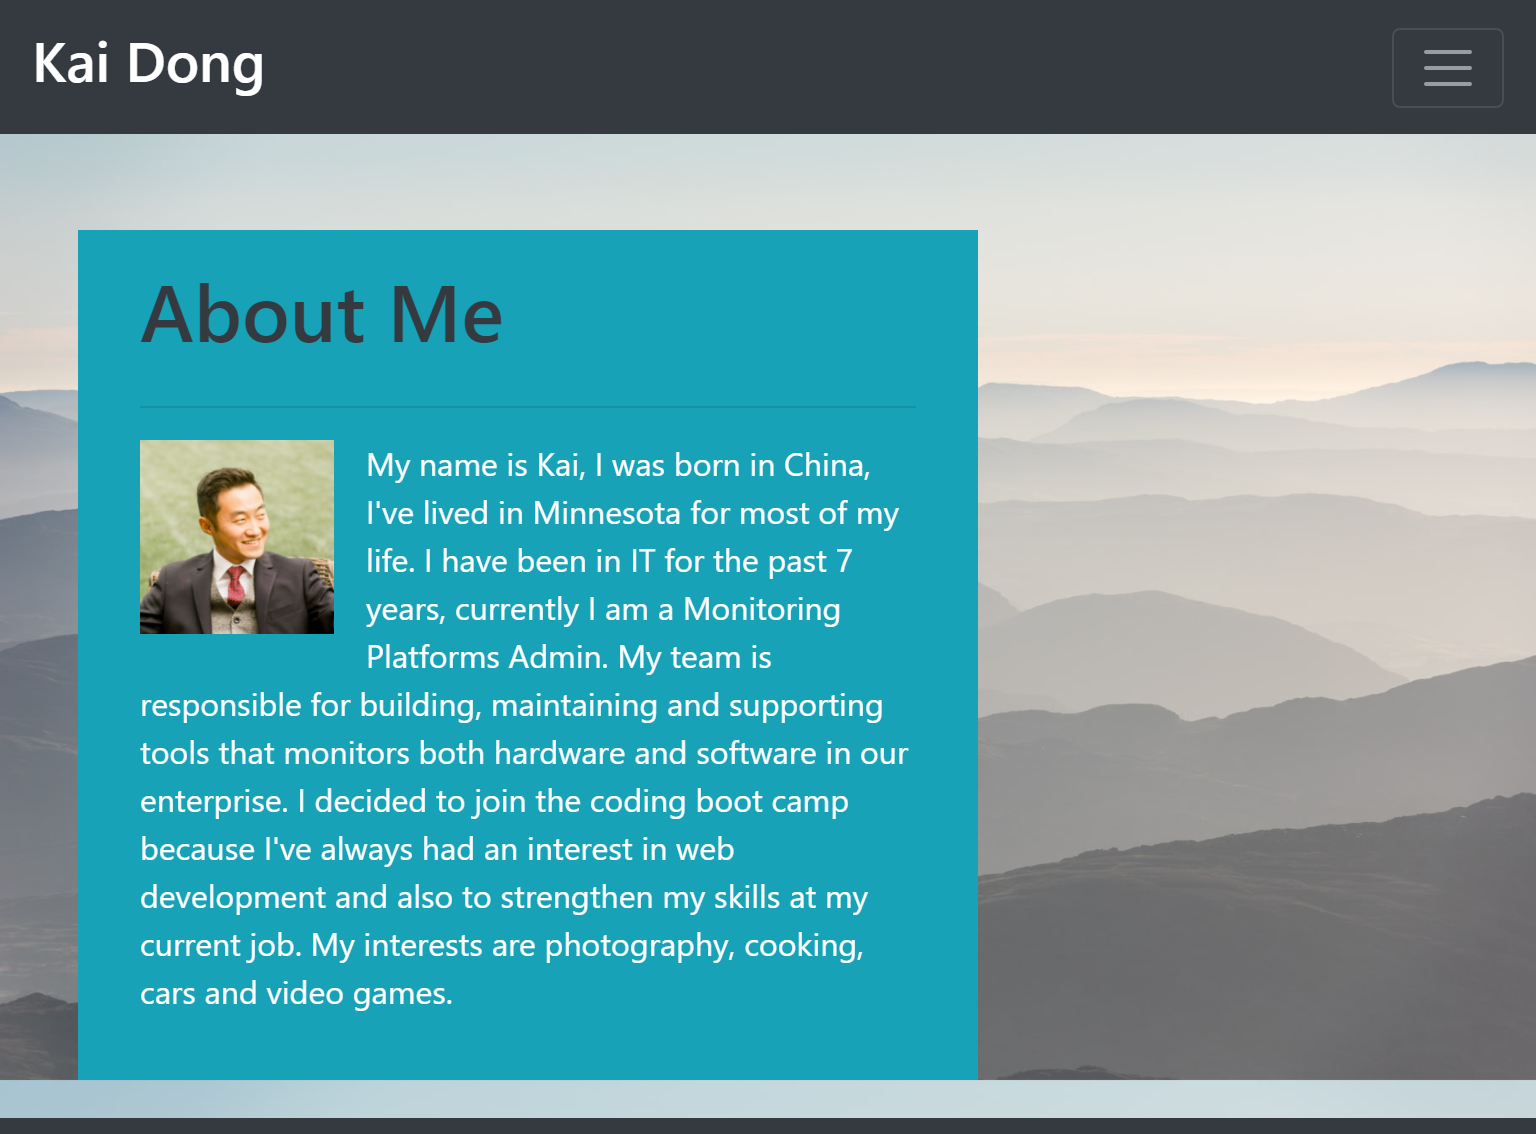 Kai Dong
About Me
My name is Kai, I was born in China,
I've lived in Minnesota for most of my
life. I have been in IT for the past 7
years, currently I am a Monitoring
Platforms Admin. My team is
responsible for building, maintaining and supporting
tools that monitors both hardware and software in our
enterprise. I decided to join the coding boot camp
because I've always had an interest in web
development and also to strengthen my skills at my
current job. My interests are photography, cooking,
cars and video games.